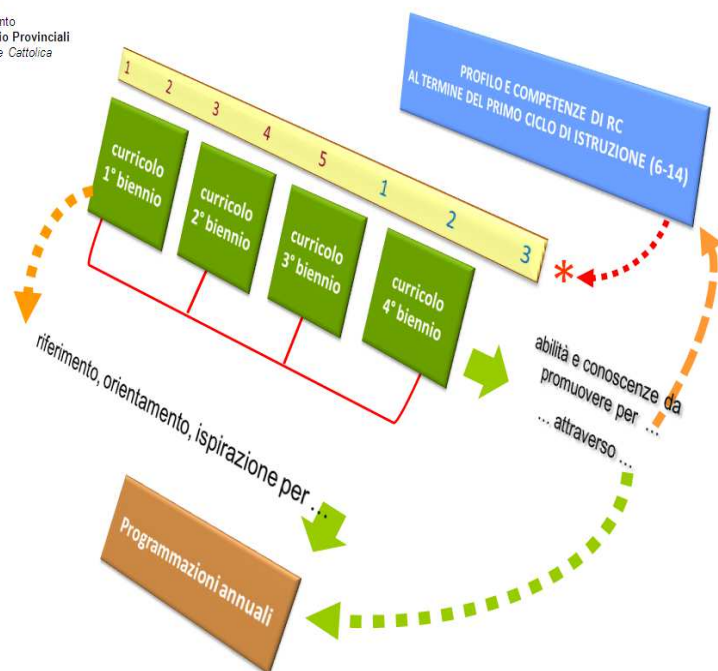 nto
io Provinciali
e Cattolica
PROFILO E COMPETENZE DI RC
AL TERMINE DEL PRIMO CICLO DI ISTRUZIONE (6-14)
1 2 3 4 5 1 2 3
*
curricolo
1° biennio
curricolo
2° biennio
curricolo
3° biennio
curricolo
4° biennio
abilità e conoscenze da
promuovere per ...
... attraverso ...
riferimento, orientamento, ispirazione per ...
Programmazioni annuali